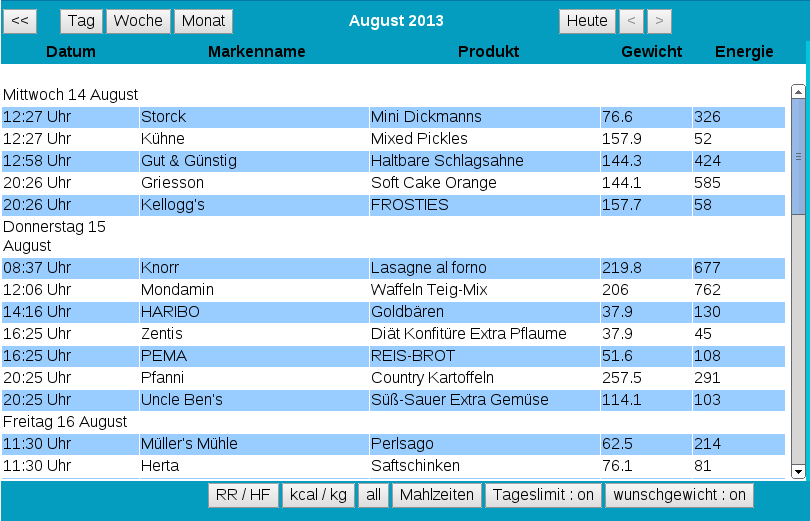 << Tag Woche Monat August 2013 Heute < >
Datum Markenname Produkt Gewicht Energie
Mittwoch 14 August
12:27 Uhr Storck Mini Dickmanns 76.6 326
12:27 Uhr Kühne Mixed Pickles 157.9 52
12:58 Uhr Gut & Günstig Haltbare Schlagsahne 144.3 424
20:26 Uhr Griesson Soft Cake Orange 144.1 585
20:26 Uhr Kellogg's FROSTIES 157.7 58
Donnerstag 15
August
08:37 Uhr Knorr Lasagne al forno 219.8 677
12:06 Uhr Mondamin Waffeln Teig-Mix 206 762
14:16 Uhr HARIBO Goldbären 37.9 130
16:25 Uhr Zentis Diät Konfitüre Extra Pflaume 37.9 45
16:25 Uhr PEMA REIS-BROT 51.6 108
20:25 Uhr Pfanni Country Kartoffeln 257.5 291
20:25 Uhr Uncle Ben's Süß-Sauer Extra Gemüse 114.1 103
Freitag 16 August
11:30 Uhr Müller's Mühle Perlsago 62.5 214
11:30 Uhr Herta Saftschinken 76.1 81
RR / HF kcal / kg all Mahlzeiten Tageslimit : on wunschgewicht : on